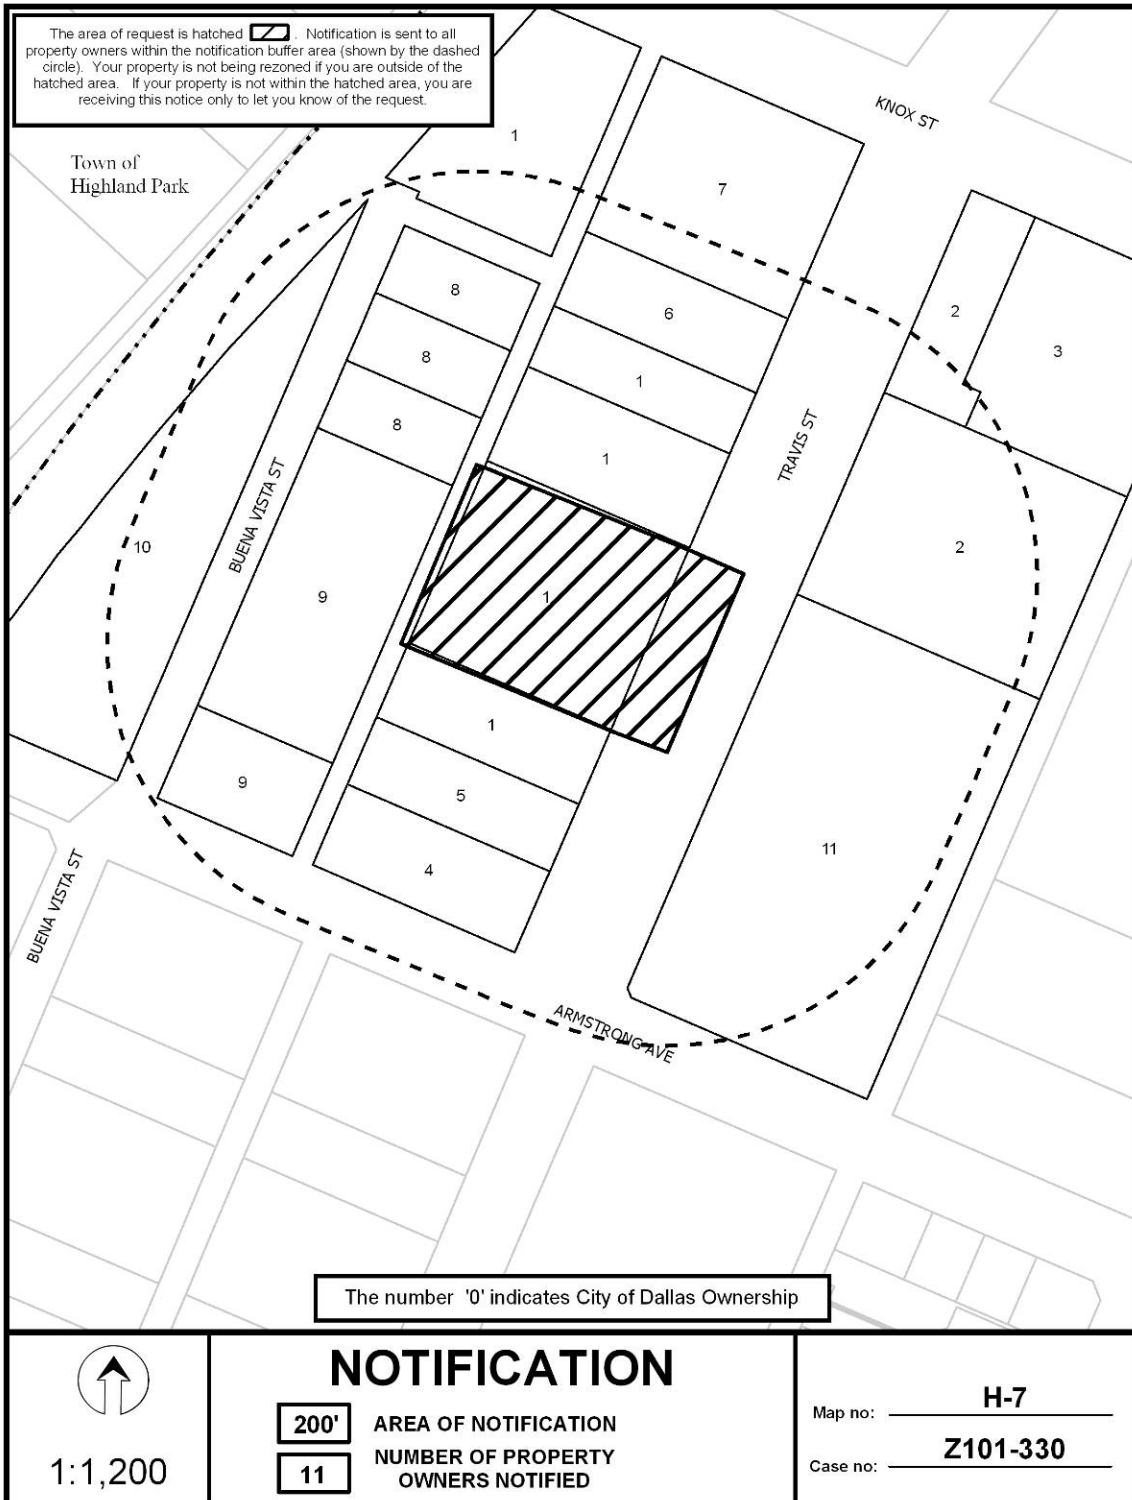 The area of request is hatched . Notification is sent to all
property owners within the notification buffer area (shown by the dashed
circle). Your property is not being rezoned if you are outside of the
hatched area. If your property is not within the hatched area, you are
receiving this notice only to let you know of the request.
KNOX ST
1
Town of
Highland Park
7
8
6
2
8
1
3
8
1
TRAVIS ST
BUENA VISTA ST
10
2
9
1
1
9
5
11
4
BUENA VISTA ST
ARMSTRONG AVE
The number '0' indicates City of Dallas Ownership
1:1,200
NOTIFICATION
200' AREA OF NOTIFICATION
11 NUMBER OF PROPERTY
OWNERS NOTIFIED
Map no: H-7
Case no: Z101-330